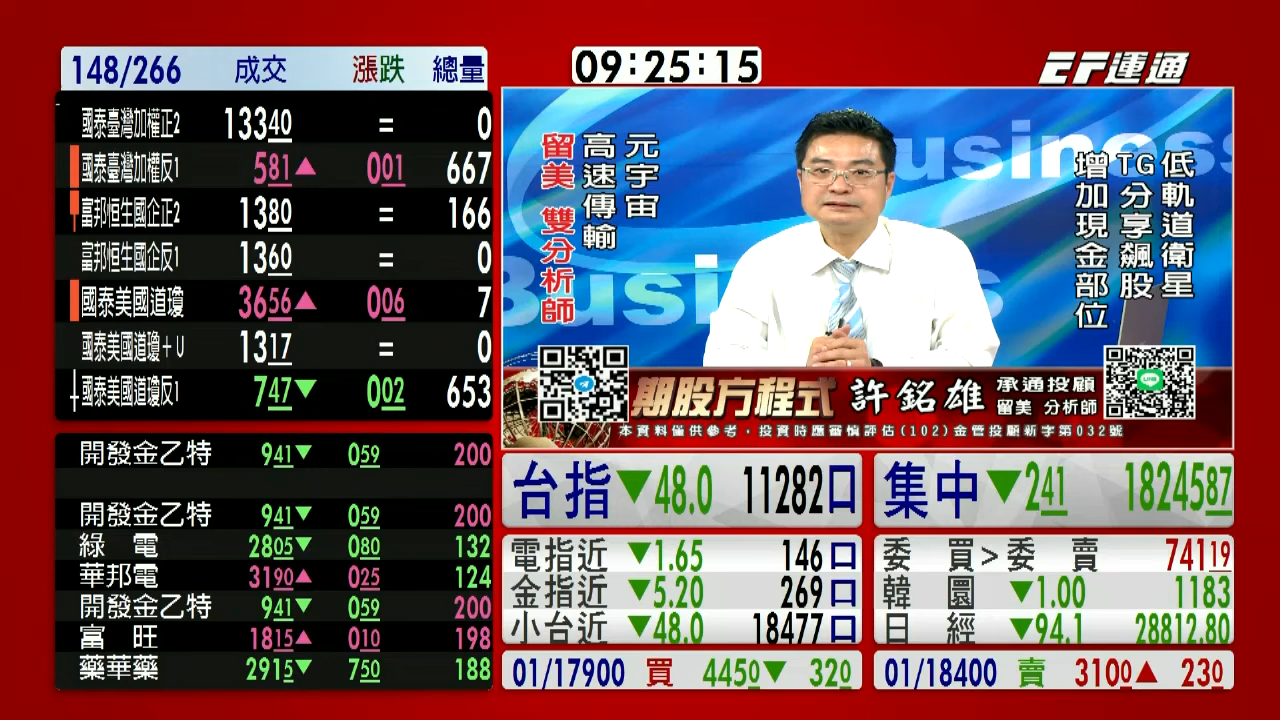 148/266 成交 漲跌 總量
國泰臺灣加權正2 13340 = 0
國泰臺灣加權反1 581▲ 001 667
富邦恒生國企正2 1380 = 166
富邦恒生國企反1 1360 = 0
國泰美國道瓊 3656▲ 006 7
國泰美國道瓊+U 1317 = 0
國泰美國道瓊反1 747▼ 002 653
開發金乙特 941▼ 059 200
開發金乙特 941▼ 059 200
綠電 2805▼ 080 132
華邦電 3190▲ 025 124
開發金乙特 941▼ 059 200
富旺 1815▲ 010 198
藥華藥 2915▼ 750 188
09:25:15
EF運通
Business
Business
元宇宙
高速傳輸
留美 雙分析師
低軌道衛星
TG分享飆股
增加現金部位
LINE
期股方程式 許銘雄 承通投顧
留美 分析師
本資料僅供參考，投資時應審慎評估(102)金管投顧新字第032號
台指▼48.0 11282口
集中▼241 1824587
電指近 ▼1.65 146口
金指近 ▼5.20 269口
小台近 ▼48.0 18477口
委買>委賣 74119
韓圜 ▼1.00 1183
日經 ▼94.1 28812.80
01/17900 買 4450▼ 320
01/18400 賣 3100▲ 230